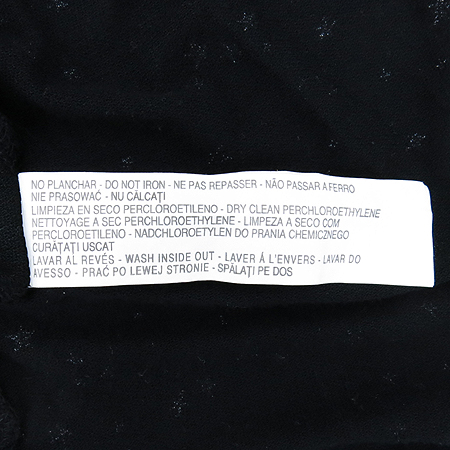 NO PLANCHAR - DO NOT IRON - NE PAS REPASSER - NÃO PASSAR A FERRO
NIE PRASOWAĆ - NU CĂLCAȚI
LIMPIEZA EN SECO PERCLOROETILENO - DRY CLEAN PERCHLOROETHYLENE
NETTOYAGE A SEC PERCHLOROETHYLENE - LIMPEZA A SECO COM
PERCLOROETILENO - NADCHLOROETYLEN DO PRANIA CHEMICZNEGO
CURĂTAȚI USCAT
LAVAR AL REVÉS - WASH INSIDE OUT - LAVER Á L'ENVERS - LAVAR DO
AVESSO - PRAĆ PO LEWEJ STRONIE - SPĂLAȚI PE DOS